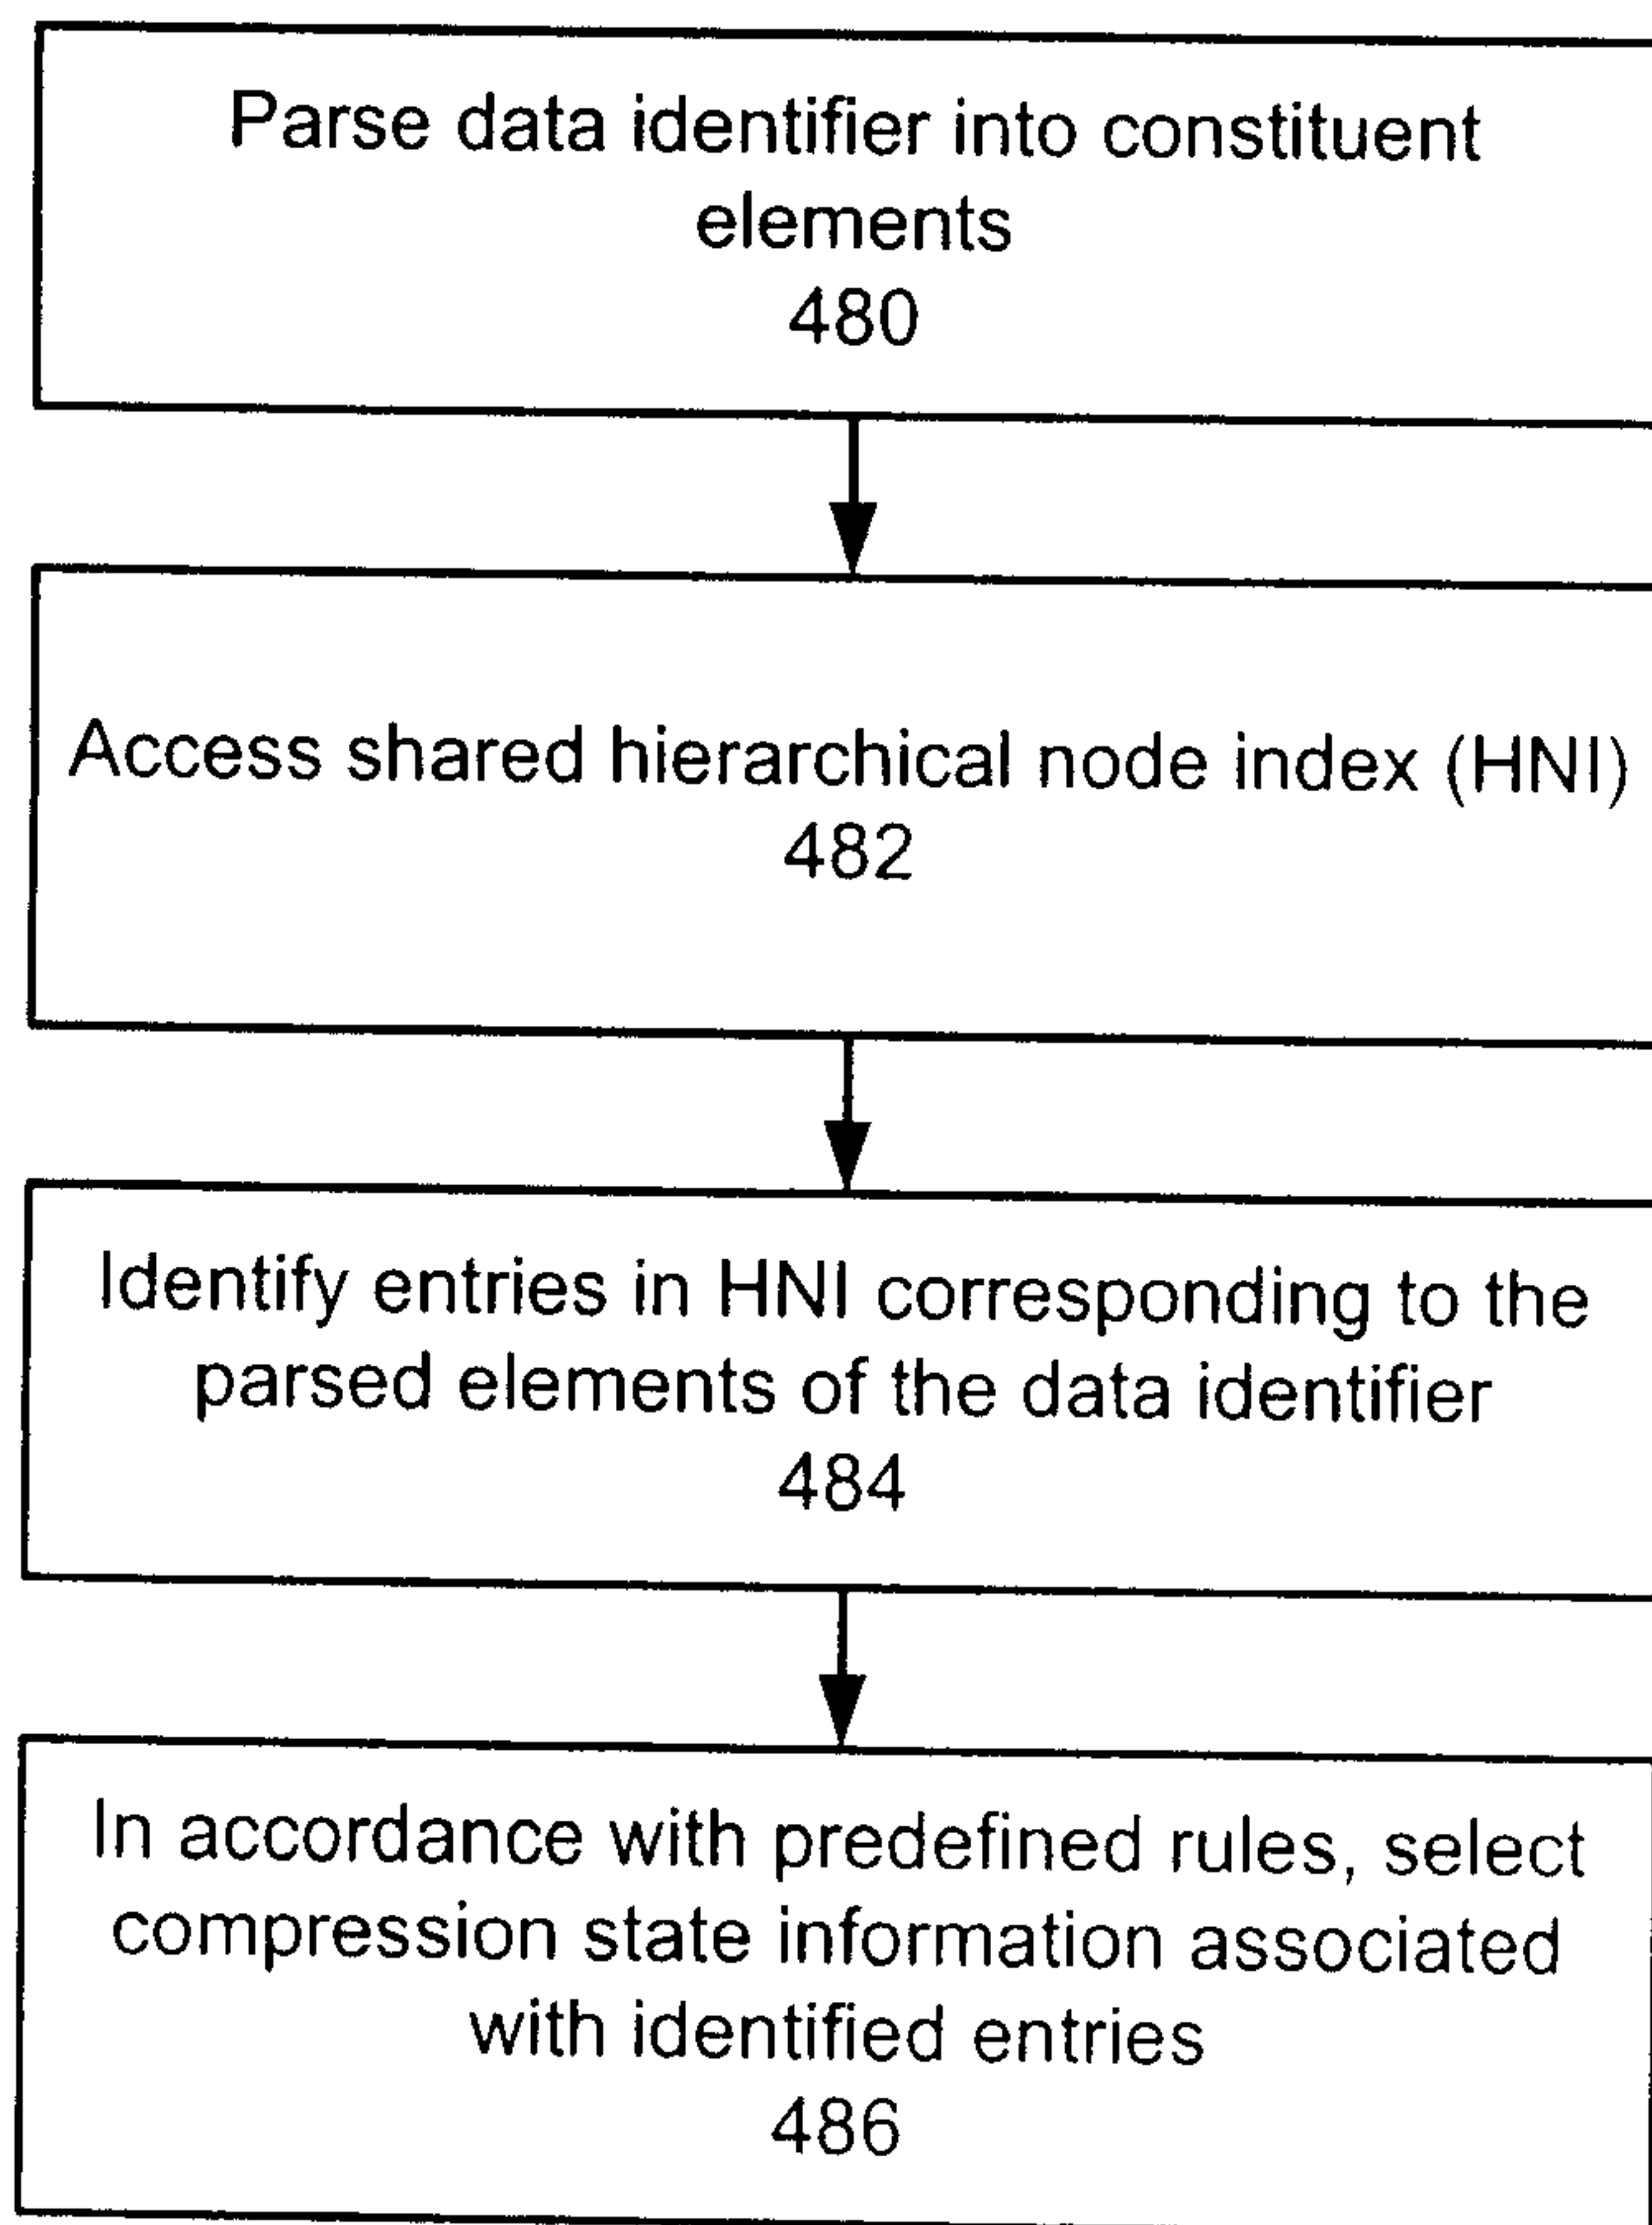 Parse data identifier into constituent
elements
480
Access shared hierarchical node index (HNI)
482
Identify entries in HNI corresponding to the
parsed elements of the data identifier
484
In accordance with predefined rules, select
compression state information associated
with identified entries
486